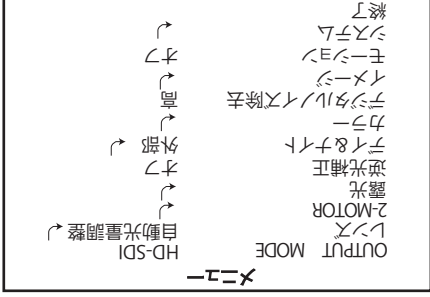 メニュー
OUTPUT MODE HD-SDI
レンズ 自動光量調整 ↲
2-MOTOR ↲
露光 ↲
逆光補正 オフ
デイ&ナイト 外部 ↲
カラー ↲
デジタルノイズ除去 高
イメージ ↲
モーション オフ
システム ↲
終了